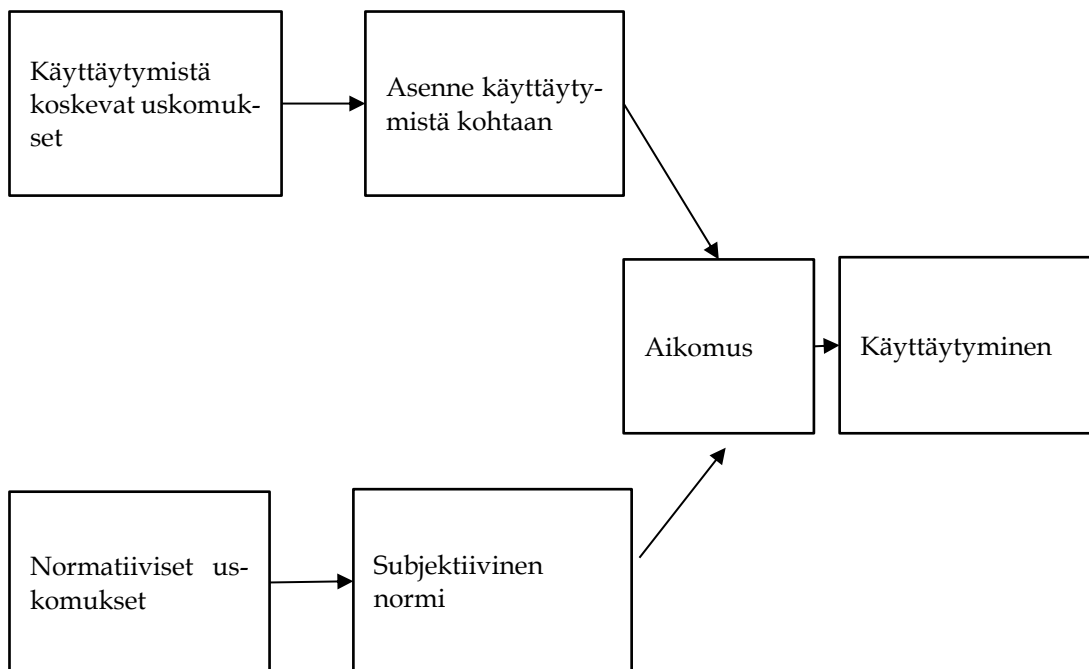 Käyttäytymistä
koskevat uskomuk-
set
Asenne käyttäyty-
mistä kohtaan
Aikomus
Käyttäytyminen
Normatiiviset us-
komukset
Subjektiivinen
normi